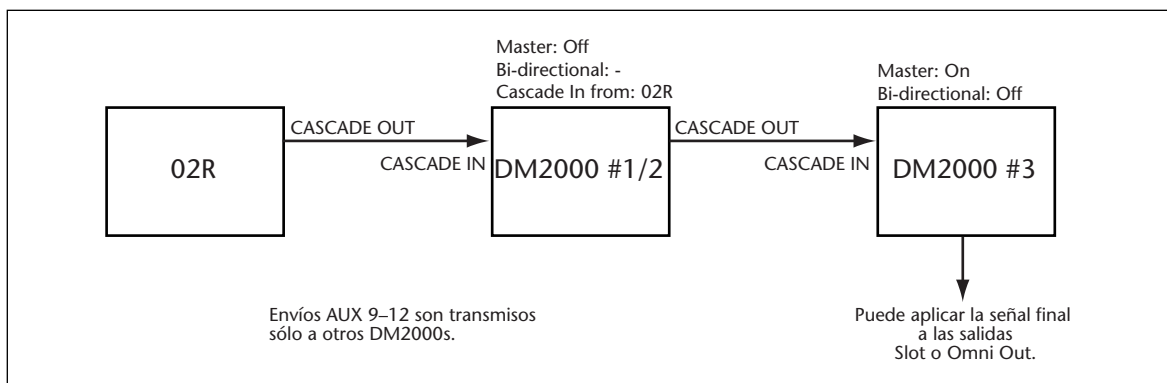 Master: Off
Bi-directional: -
Cascade In from: 02R
Master: On
Bi-directional: Off
CASCADE OUT
CASCADE OUT
02R
CASCADE IN
DM2000 #1/2
CASCADE IN
DM2000 #3
Envíos AUX 9–12 son transmisos
sólo a otros DM2000s.
Puede aplicar la señal final
a las salidas
Slot o Omni Out.